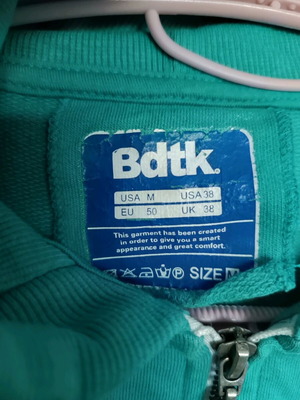 Bdtk.
USA M USA 38
EU 50 UK 38
This garment has been created
in order to give you a smart
appearance and great comfort.
P SIZE M